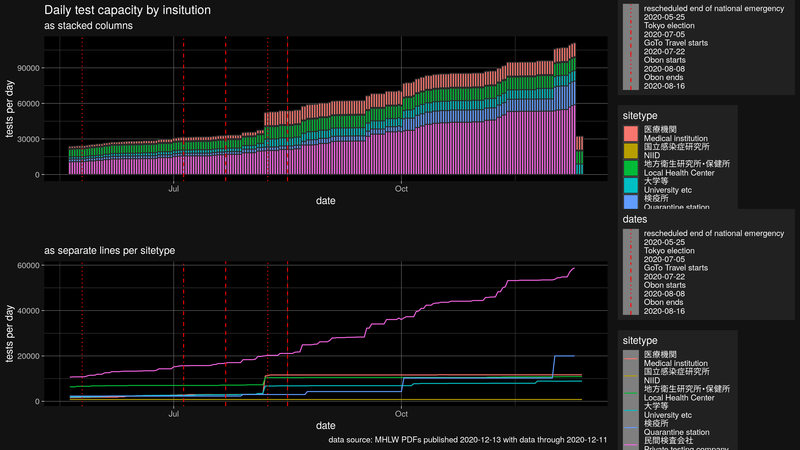 Daily test capacity by insitution
as stacked columns
90000
60000
30000
0
tests per day
Jul
Oct
date
rescheduled end of national emergency
2020-05-25
Tokyo election
2020-07-05
GoTo Travel starts
2020-07-22
Obon starts
2020-08-08
Obon ends
2020-08-16
sitetype
医療機関
Medical institution
国立感染症研究所
NIID
地方衛生研究所・保健所
Local Health Center
大学等
University etc
検疫所
Quarantine station
dates
rescheduled end of national emergency
2020-05-25
Tokyo election
2020-07-05
GoTo Travel starts
2020-07-22
Obon starts
2020-08-08
Obon ends
2020-08-16
as separate lines per sitetype
60000
40000
20000
0
tests per day
Jul
Oct
date
sitetype
医療機関
Medical institution
国立感染症研究所
NIID
地方衛生研究所・保健所
Local Health Center
大学等
University etc
検疫所
Quarantine station
民間検査会社
Private testing company
data source: MHLW PDFs published 2020-12-13 with data through 2020-12-11